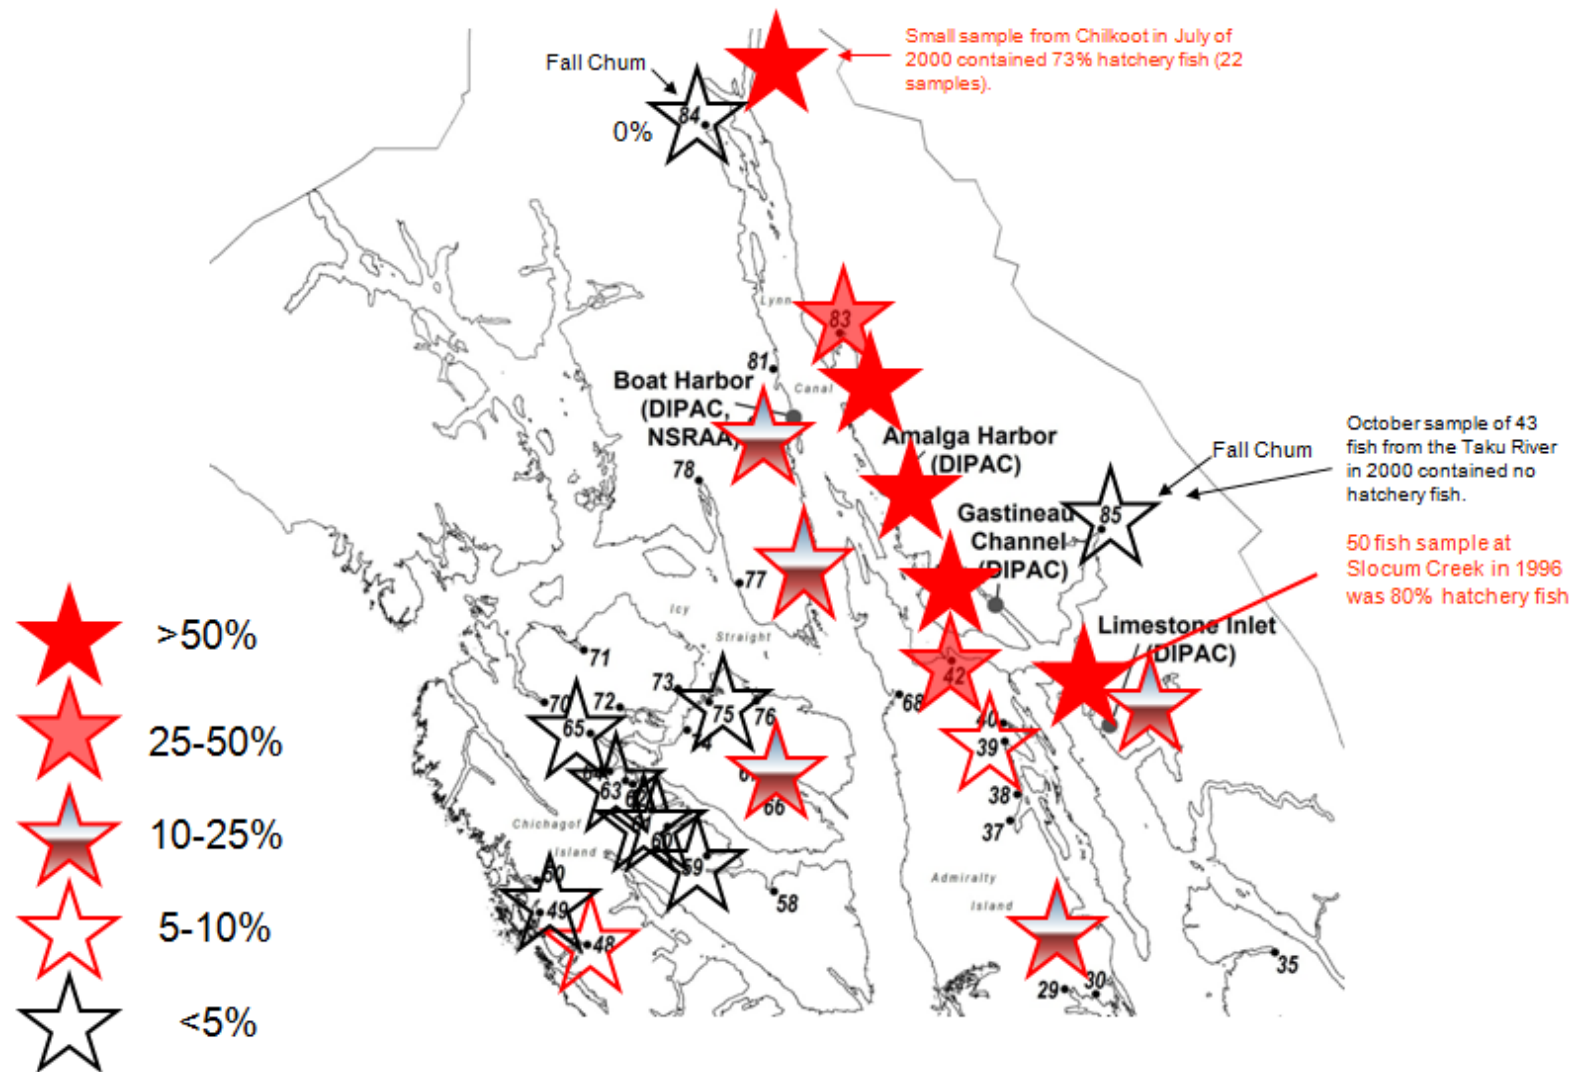 Small sample from Chilkoot in July of
2000 contained 73% hatchery fish (22
samples).
Fall Chum
84
0%
Lynn
83
81
Canal
Boat Harbor
(DIPAC,
NSRAA)
Amalga Harbor
(DIPAC)
78
Fall Chum
October sample of 43
fish from the Taku River
in 2000 contained no
hatchery fish.
85
Gastineau
Channel
(DIPAC)
50 fish sample at
Slocum Creek in 1996
was 80% hatchery fish
77
Icy
Straight
Limestone Inlet
(DIPAC)
71
42
73
68
70
72
75
76
65
40
39
63
62
66
38
37
Chichagof
Island
60
59
58
50
49
48
Admiralty
Island
35
29
30
>50%
25-50%
10-25%
5-10%
<5%